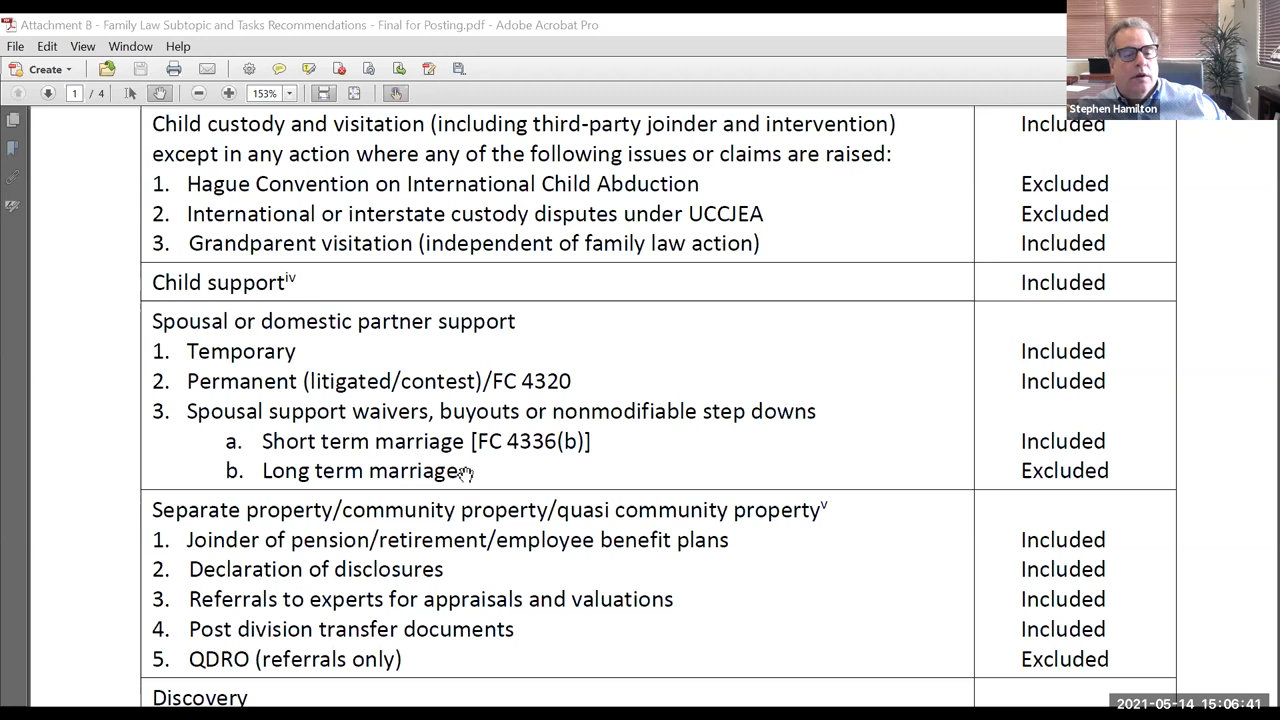 Attachment B - Family Law Subtopic and Tasks Recommendations - Final for Posting.pdf - Adobe Acrobat Pro
File Edit View Window Help
Create
1 / 4 153%
Stephen Hamilton
Child custody and visitation (including third-party joinder and intervention) Included
except in any action where any of the following issues or claims are raised:
1. Hague Convention on International Child Abduction Excluded
2. International or interstate custody disputes under UCCJEA Excluded
3. Grandparent visitation (independent of family law action) Included
Child supportiv Included
Spousal or domestic partner support
1. Temporary Included
2. Permanent (litigated/contest)/FC 4320 Included
3. Spousal support waivers, buyouts or nonmodifiable step downs
a. Short term marriage [FC 4336(b)] Included
b. Long term marriage Excluded
Separate property/community property/quasi community propertyv
1. Joinder of pension/retirement/employee benefit plans Included
2. Declaration of disclosures Included
3. Referrals to experts for appraisals and valuations Included
4. Post division transfer documents Included
5. QDRO (referrals only) Excluded
Discovery
2021-05-14 15:06:41